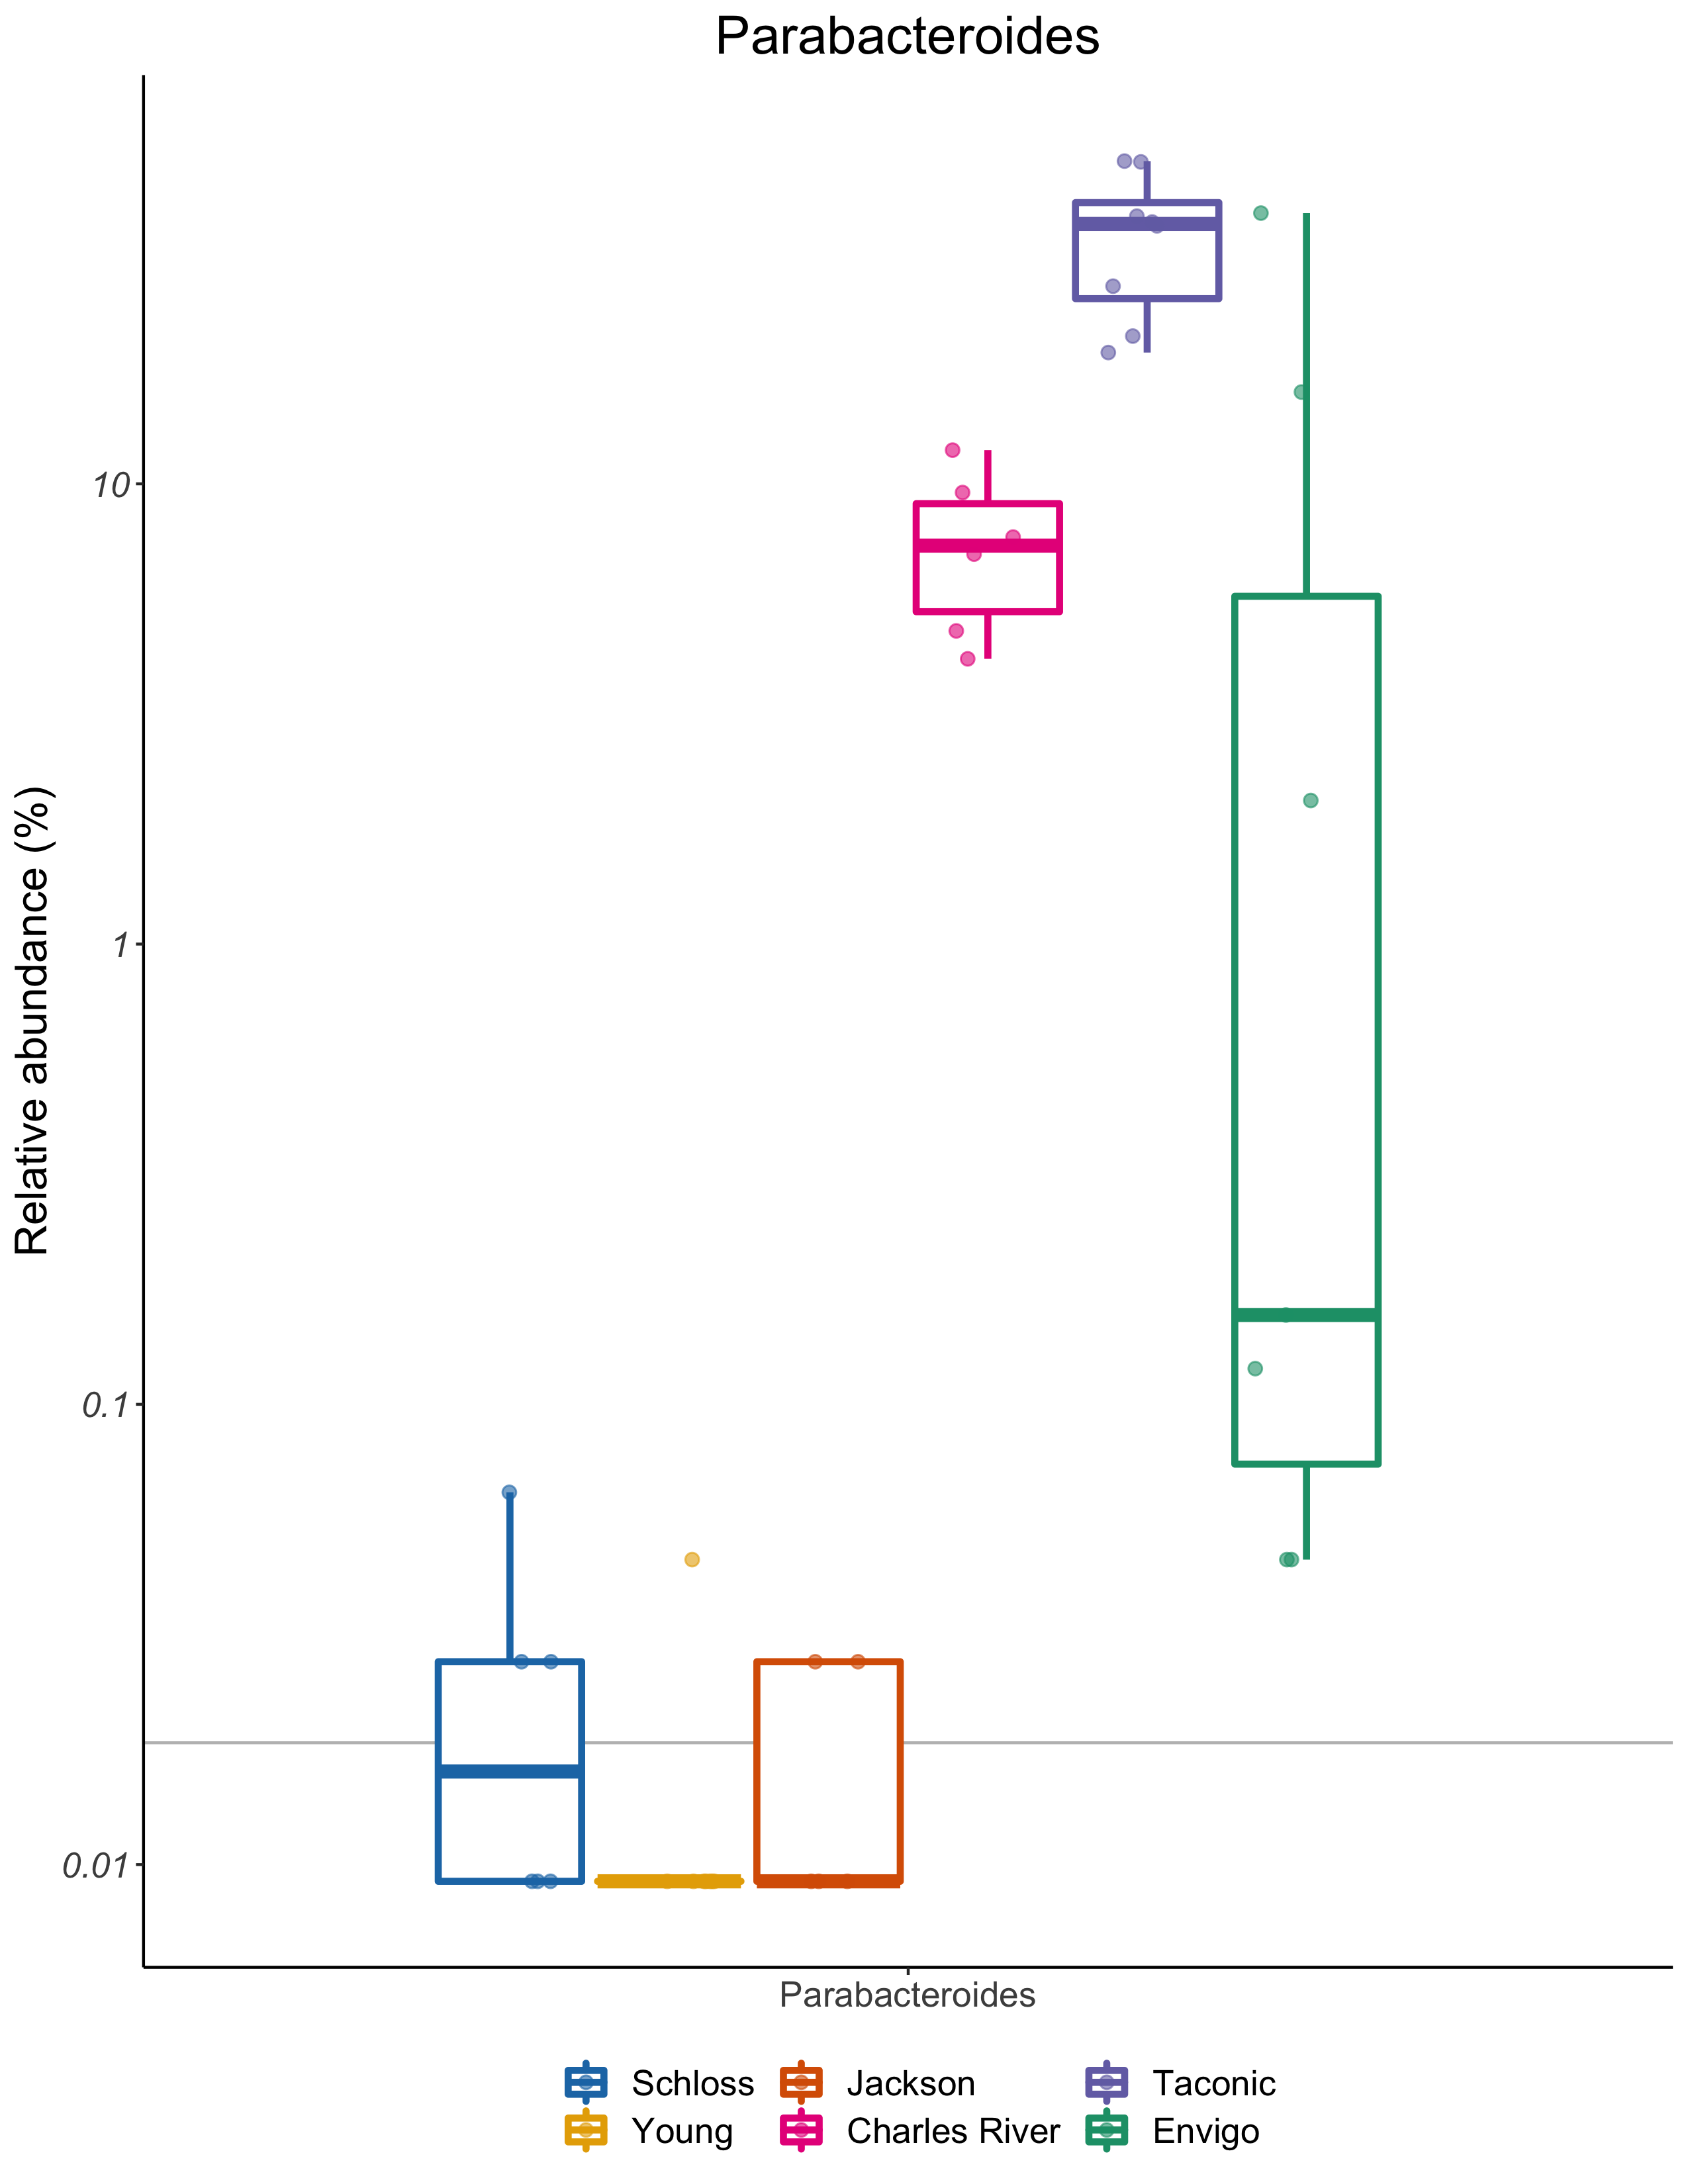 Parabacteroides
Relative abundance (%)
10
1
0.1
0.01
Parabacteroides
Schloss
Jackson
Taconic
Young
Charles River
Envigo